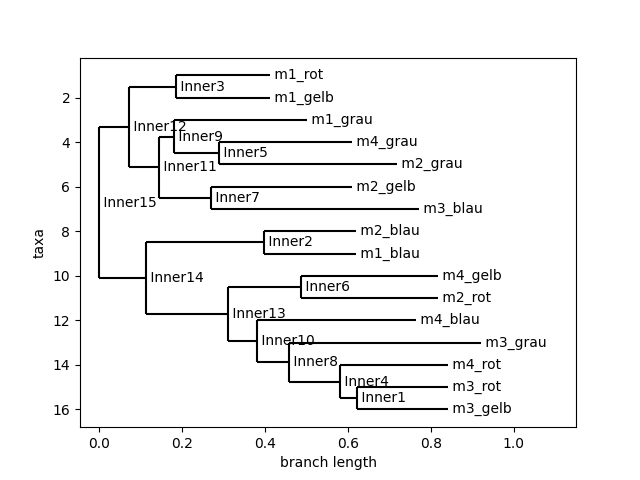 m1_rot
Inner3
m1_gelb
2
m1_grau
Inner12
Inner9
4
m4_grau
Inner5
m2_grau
Inner11
6
m2_gelb
Inner7
Inner15
m3_blau
taxa
8
m2_blau
Inner2
m1_blau
10
m4_gelb
Inner14
Inner6
m2_rot
Inner13
12
m4_blau
Inner10
m3_grau
Inner8
14
m4_rot
Inner4
m3_rot
Inner1
16
m3_gelb
0.0 0.2 0.4 0.6 0.8 1.0
branch length